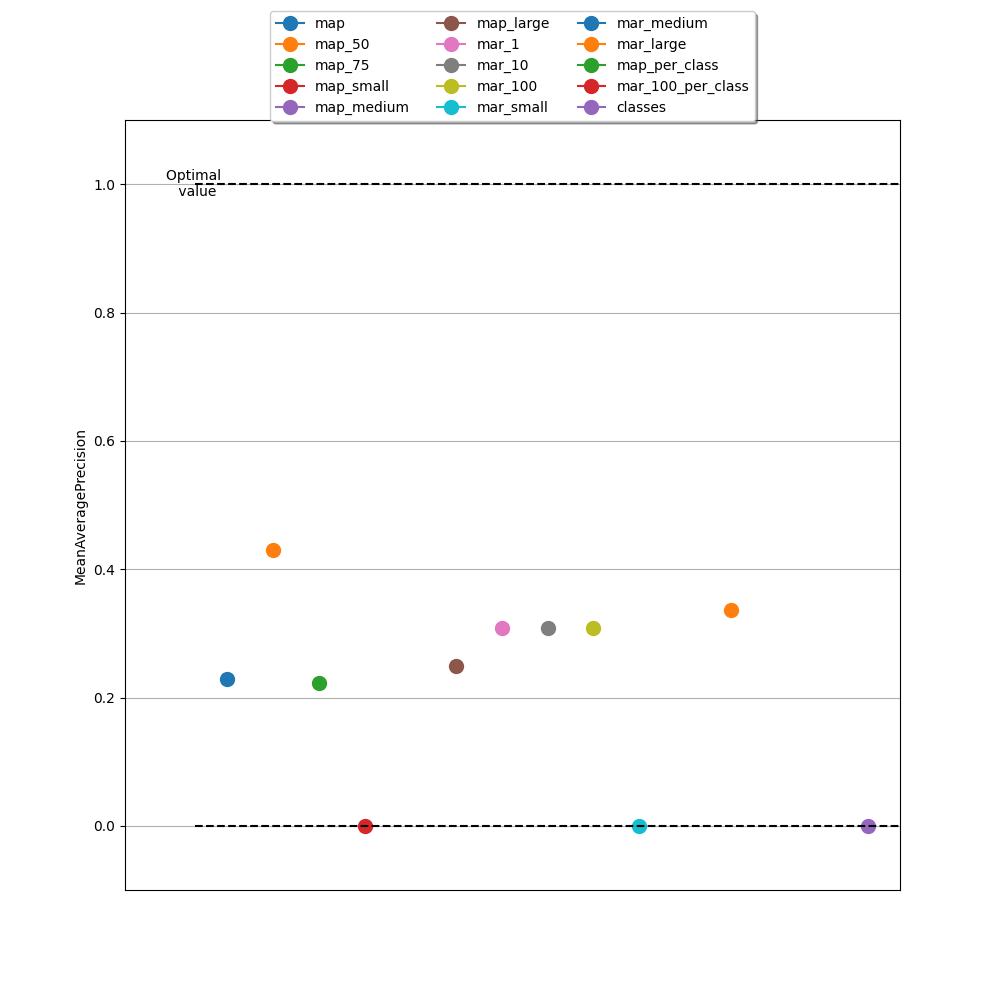 map
map_50
map_75
map_small
map_medium
map_large
mar_1
mar_10
mar_100
mar_small
mar_medium
mar_large
map_per_class
mar_100_per_class
classes
Optimal
value
1.0
0.8
0.6
0.4
0.2
0.0
MeanAveragePrecision